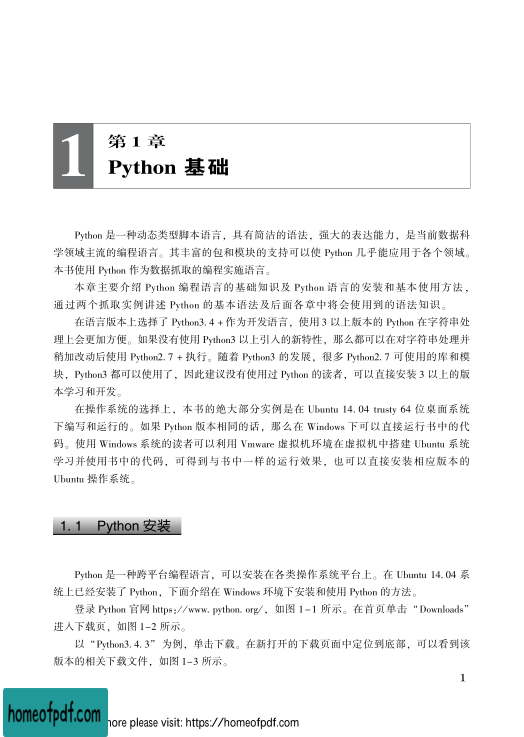 1
第 1 章
Python 基础
Python 是一种动态类型脚本语言，具有简洁的语法，强大的表达能力，是当前数据科
学领域主流的编程语言。其丰富的包和模块的支持可以使 Python 几乎能应用于各个领域。
本书使用 Python 作为数据抓取的编程实施语言。
本章主要介绍 Python 编程语言的基础知识及 Python 语言的安装和基本使用方法，
通过两个抓取实例讲述 Python 的基本语法及后面各章中将会使用到的语法知识。
在语言版本上选择了 Python3. 4 + 作为开发语言，使用 3 以上版本的 Python 在字符串处
理上会更加方便。如果没有使用 Python3 以上引入的新特性，那么都可以在对字符串处理并
稍加改动后使用 Python2. 7 + 执行。随着 Python3 的发展，很多 Python2. 7 可使用的库和模
块，Python3 都可以使用了，因此建议没有使用过 Python 的读者，可以直接安装 3 以上的版
本学习和开发。
在操作系统的选择上，本书的绝大部分实例是在 Ubuntu 14. 04 trusty 64 位桌面系统
下编写和运行的。如果 Python 版本相同的话，那么在 Windows 下可以直接运行书中的代
码。使用 Windows 系统的读者可以利用 Vmware 虚拟机环境在虚拟机中搭建 Ubuntu 系统
学习并使用书中的代码，可得到与书中一样的运行效果，也可以直接安装相应版本的
Ubuntu 操作系统。
1. 1 Python 安装
Python 是一种跨平台编程语言，可以安装在各类操作系统平台上。在 Ubuntu 14. 04 系
统上已经安装了 Python，下面介绍在 Windows 环境下安装和使用 Python 的方法。
登录 Python 官网 https://www. python. org/，如图 1-1 所示。在首页单击“Downloads”
进入下载页，如图 1-2 所示。
以“Python3. 4. 3”为例，单击下载。在新打开的下载页面中定位到底部，可以看到该
版本的相关下载文件，如图 1-3 所示。
1
homeofpdf.com
ore please visit: https://homeofpdf.com